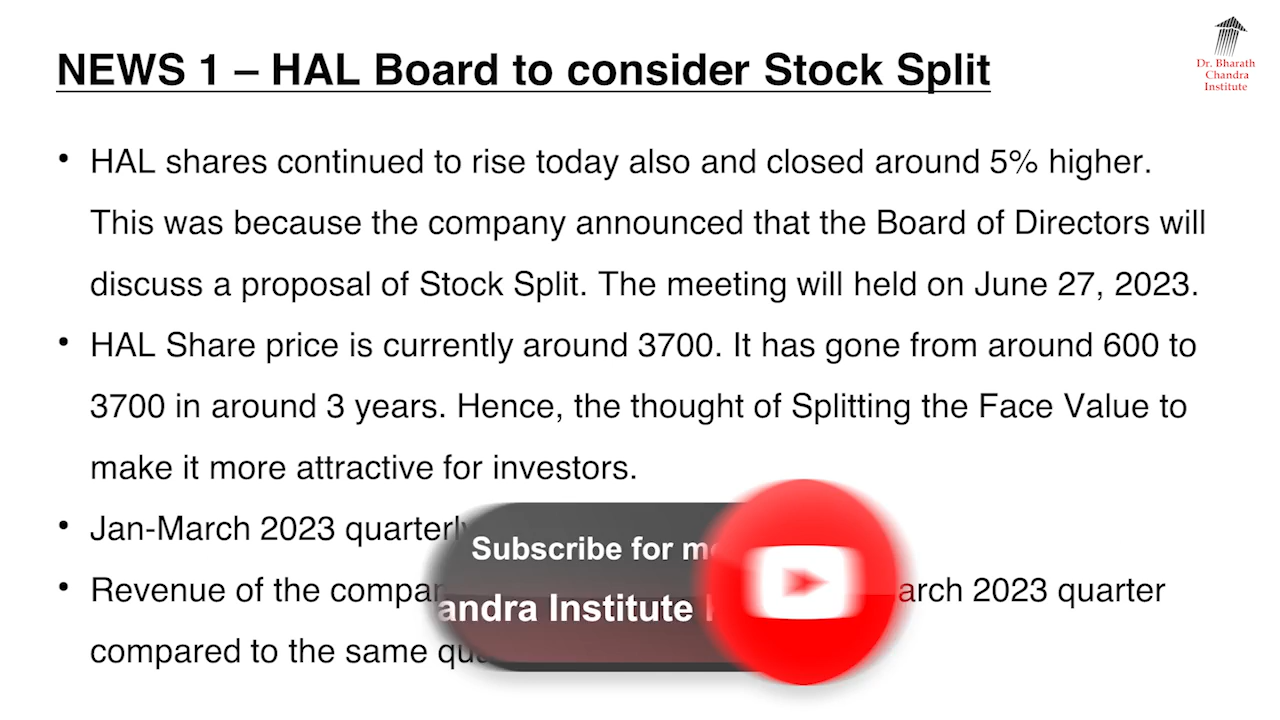 NEWS 1 – HAL Board to consider Stock Split
Dr. Bharath
Chandra
Institute
• HAL shares continued to rise today also and closed around 5% higher.
This was because the company announced that the Board of Directors will
discuss a proposal of Stock Split. The meeting will held on June 27, 2023.
• HAL Share price is currently around 3700. It has gone from around 600 to
3700 in around 3 years. Hence, the thought of Splitting the Face Value to
make it more attractive for investors.
• Jan-March 2023 quarterly
Subscribe for
• Revenue of the 2023 quarter
andra Institute
compared to the same